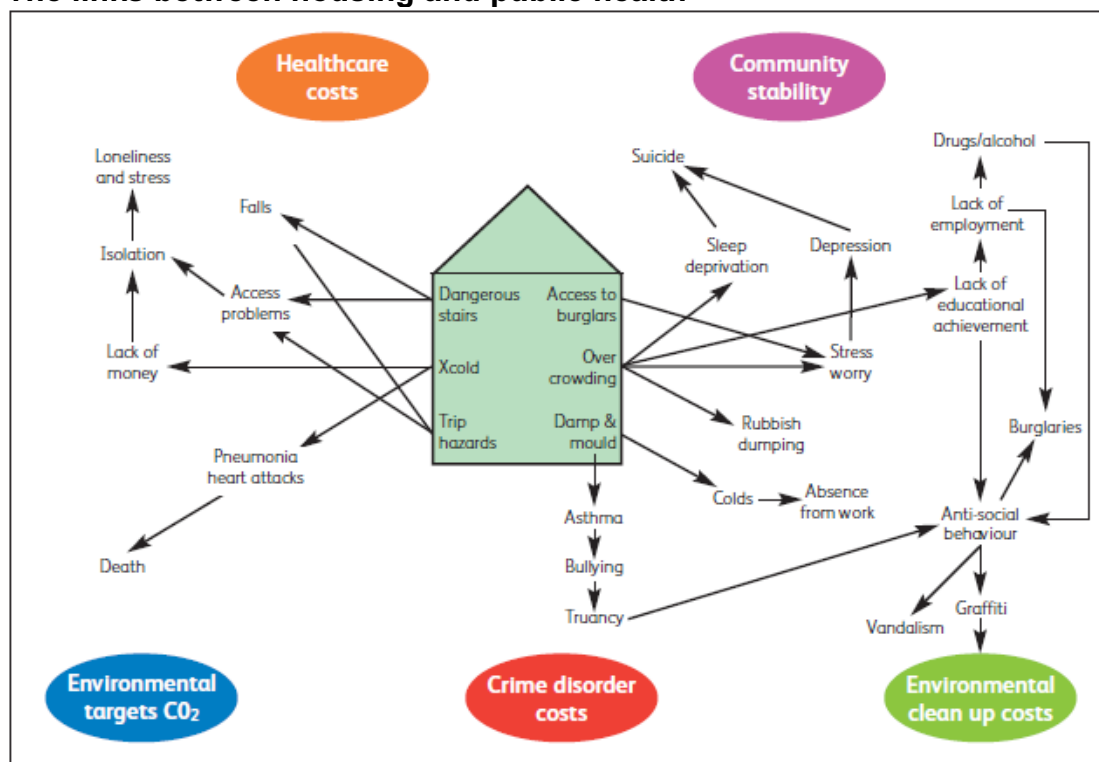 The links between housing and public health
Healthcare
costs
Community
stability
Drugs/alcohol
Loneliness
and stress
Suicide
Falls
Lack of
employment
Isolation
Sleep
deprivation
Depression
Access
problems
Dangerous
stairs
Access to
burglars
Lack of
educational
achievement
Lack of
money
Xcold
Over
crowding
Stress
worry
Trip
hazards
Damp &
mould
Rubbish
dumping
Burglaries
Pneumonia
heart attacks
Colds
Absence
from work
Asthma
Anti-social
behaviour
Death
Bullying
Truancy
Graffiti
Vandalism
Environmental
targets C02
Crime disorder
costs
Environmental
clean up costs